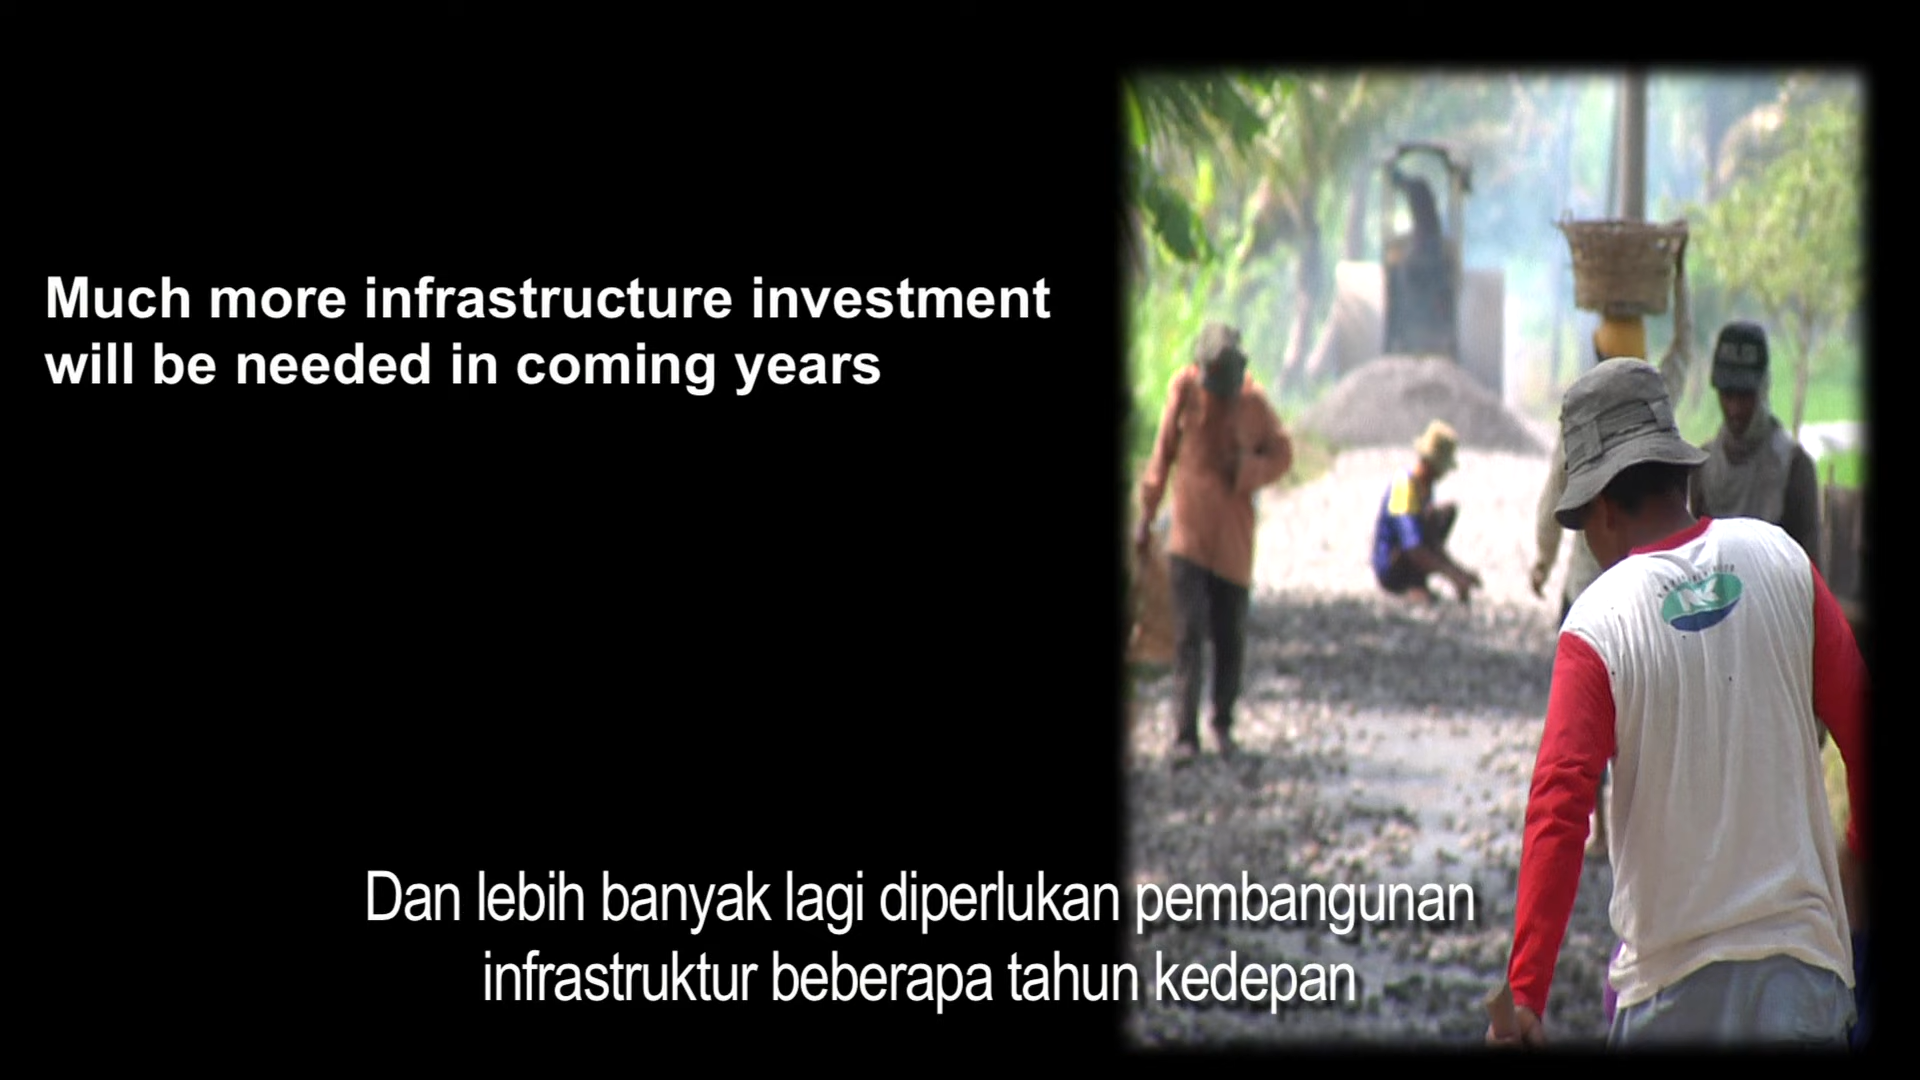 Much more infrastructure investment
will be needed in coming years
Dan lebih banyak lagi diperlukan pembangunan
infrastruktur beberapa tahun kedepan